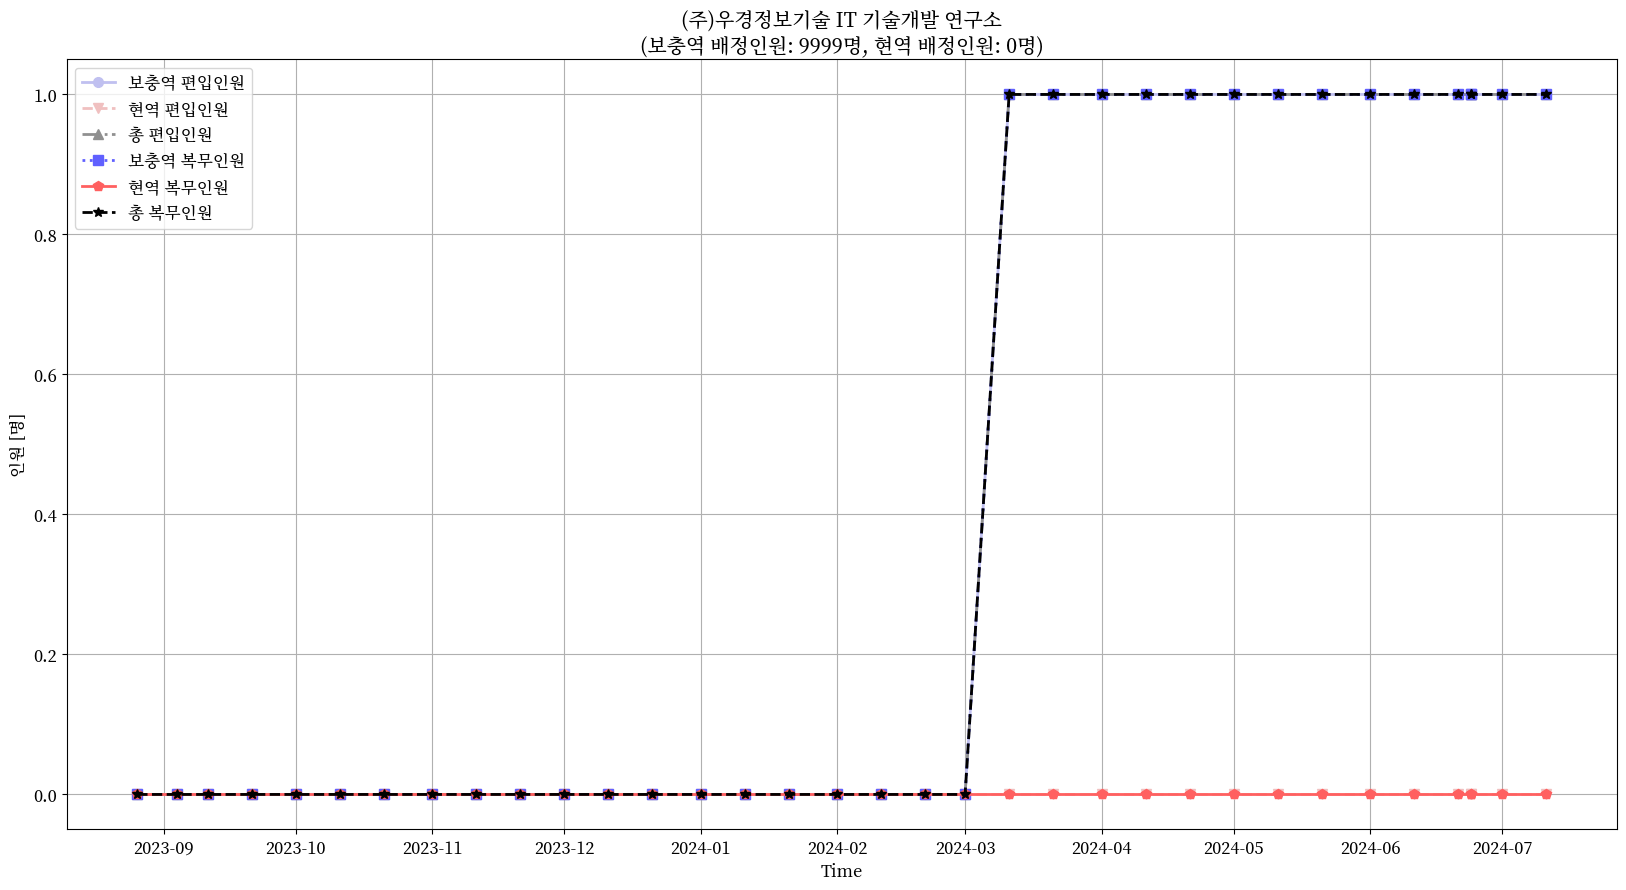 (주)우경정보기술 IT 기술개발 연구소
(보충역 배정인원: 9999명, 현역 배정인원: 0명)
보충역 편입인원
현역 편입인원
총 편입인원
보충역 복무인원
현역 복무인원
총 복무인원
1.0
0.8
0.6
0.4
0.2
0.0
인원 [명]
2023-09 2023-10 2023-11 2023-12 2024-01 2024-02 2024-03 2024-04 2024-05 2024-06 2024-07
Time